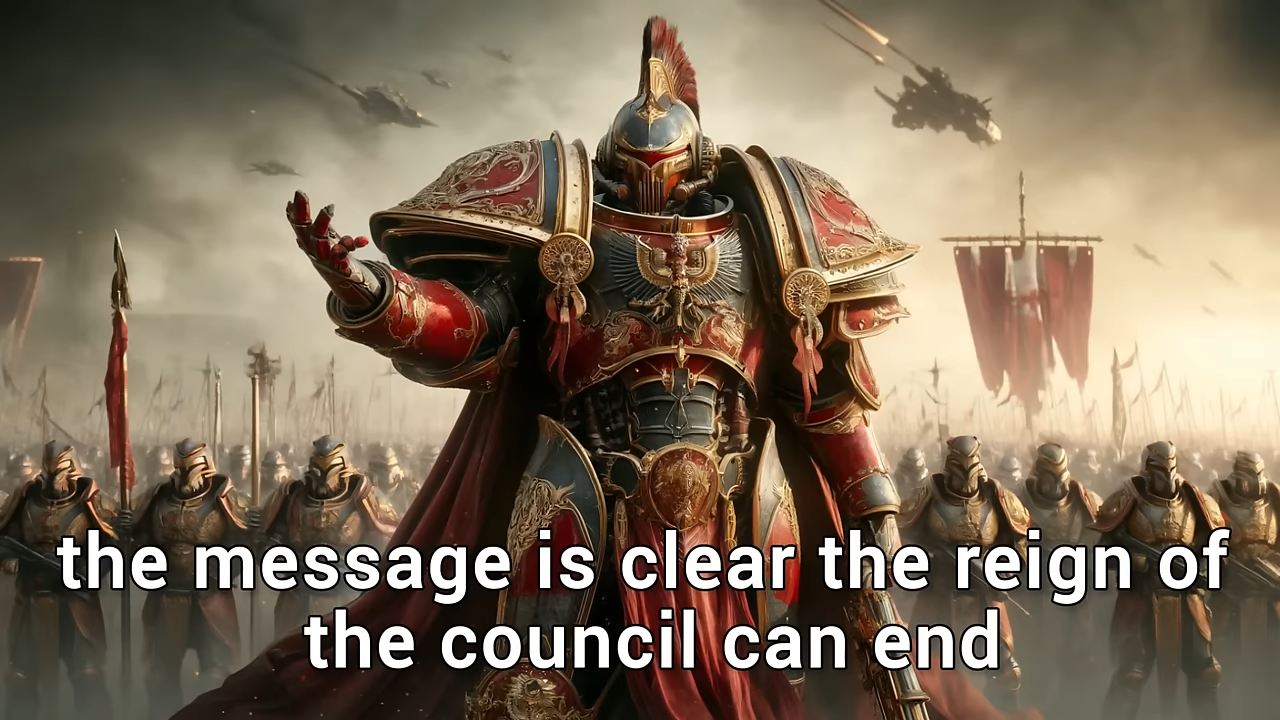 the message is clear the reign of
the council can end